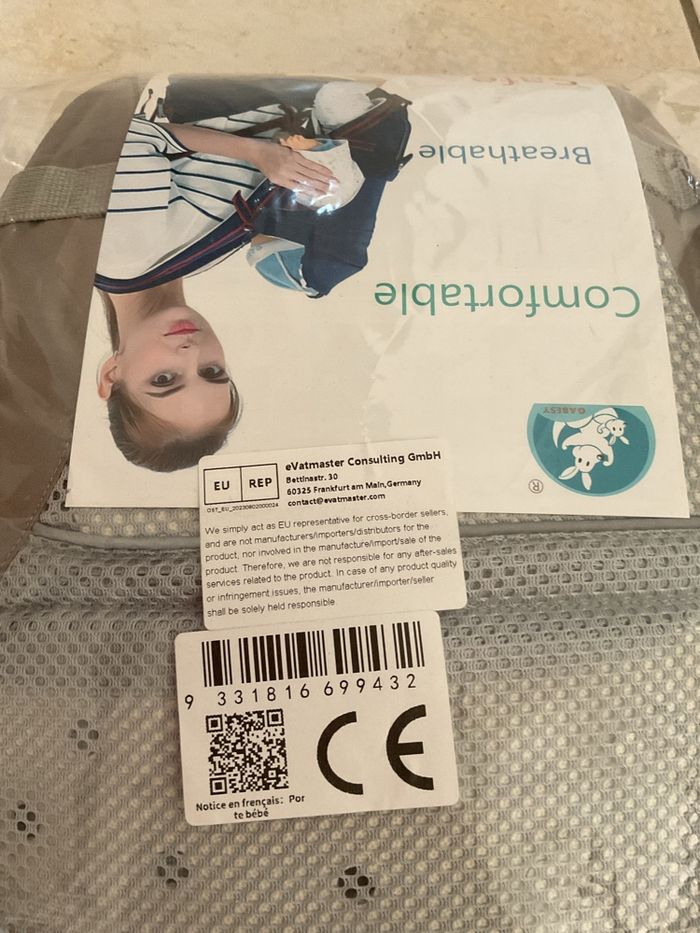 Breathable
Comfortable
GABESY
®
EU REP
eVatmaster Consulting GmbH
Bettinastr. 30
60325 Frankfurt am Main,Germany
contact@evatmaster.com
OST_EU_20230802000024
We simply act as EU representative for cross-border sellers,
and are not manufacturers/importers/distributors for the
product, nor involved in the manufacture/import/sale of the
product. Therefore, we are not responsible for any after-sales
services related to the product. In case of any product quality
or infringement issues, the manufacturer/importer/seller
shall be solely held responsible.
9 331816 699432
CE
Notice en français: Por
te bébé